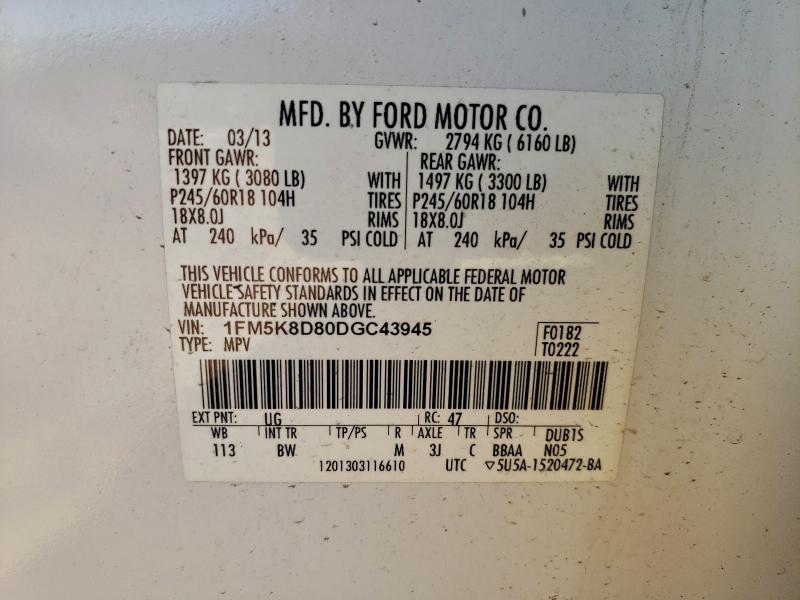 MFD. BY FORD MOTOR CO.
DATE: 03/13 GVWR: 2794 KG ( 6160 LB)
FRONT GAWR: REAR GAWR:
1397 KG ( 3080 LB) WITH 1497 KG ( 3300 LB) WITH
P245/60R18 104H TIRES P245/60R18 104H TIRES
18X8.0J RIMS 18X8.0J RIMS
AT 240 kPa/ 35 PSI COLD AT 240 kPa/ 35 PSI COLD
THIS VEHICLE CONFORMS TO ALL APPLICABLE FEDERAL MOTOR
VEHICLE SAFETY STANDARDS IN EFFECT ON THE DATE OF
MANUFACTURE SHOWN ABOVE.
VIN: 1FM5K8D80DGC43945 F0182
TYPE: MPV T0222
EXT PNT: UG RC: 47 DSO:
WB INT TR TP/PS R AXLE TR SPR DUB1S
113 BW M 3J C BBAA N05
1201303116610 UTC ▽5U5A-1520472-BA